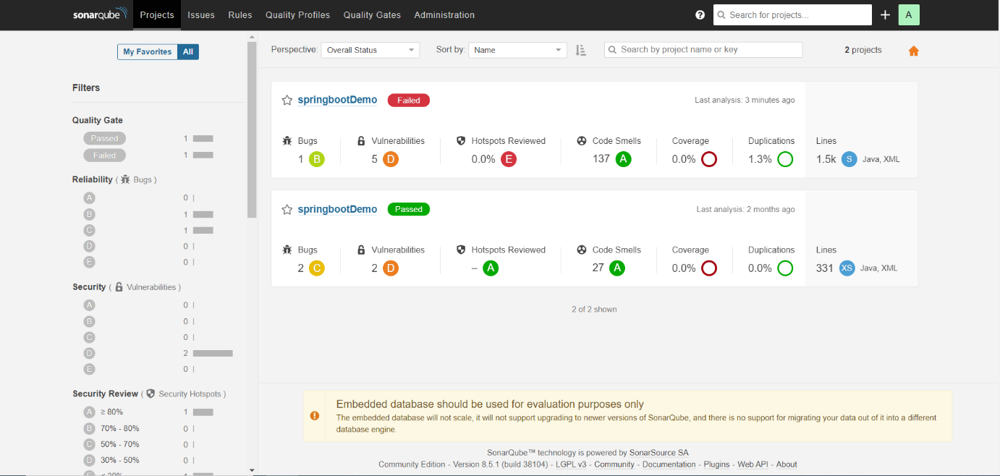 sonarqube Projects Issues Rules Quality Profiles Quality Gates Administration ? Search for projects... + A
My Favorites All
Perspective: Overall Status Sort by: Name Search by project name or key 2 projects
Filters
Quality Gate
Passed 1
Failed 1
Reliability ( Bugs )
A 0
B 1
C 1
D 0
E 0
Security ( Vulnerabilities )
A 0
B 0
C 0
D 2
E 0
Security Review ( Security Hotspots )
A ≥ 80% 1
B 70% - 80% 0
C 50% - 70% 0
D 30% - 50% 0
springbootDemo Failed Last analysis: 3 minutes ago
Bugs Vulnerabilities Hotspots Reviewed Code Smells Coverage Duplications Lines
1 B 5 D 0.0% E 137 A 0.0% 1.3% 1.5k S Java, XML
springbootDemo Passed Last analysis: 2 months ago
Bugs Vulnerabilities Hotspots Reviewed Code Smells Coverage Duplications Lines
2 C 2 D – A 27 A 0.0% 0.0% 331 XS Java, XML
2 of 2 shown
Embedded database should be used for evaluation purposes only
The embedded database will not scale, it will not support upgrading to newer versions of SonarQube, and there is no support for migrating your data out of it into a different
database engine.
SonarQube™ technology is powered by SonarSource SA
Community Edition - Version 8.5.1 (build 38104) - LGPL v3 - Community - Documentation - Plugins - Web API - About